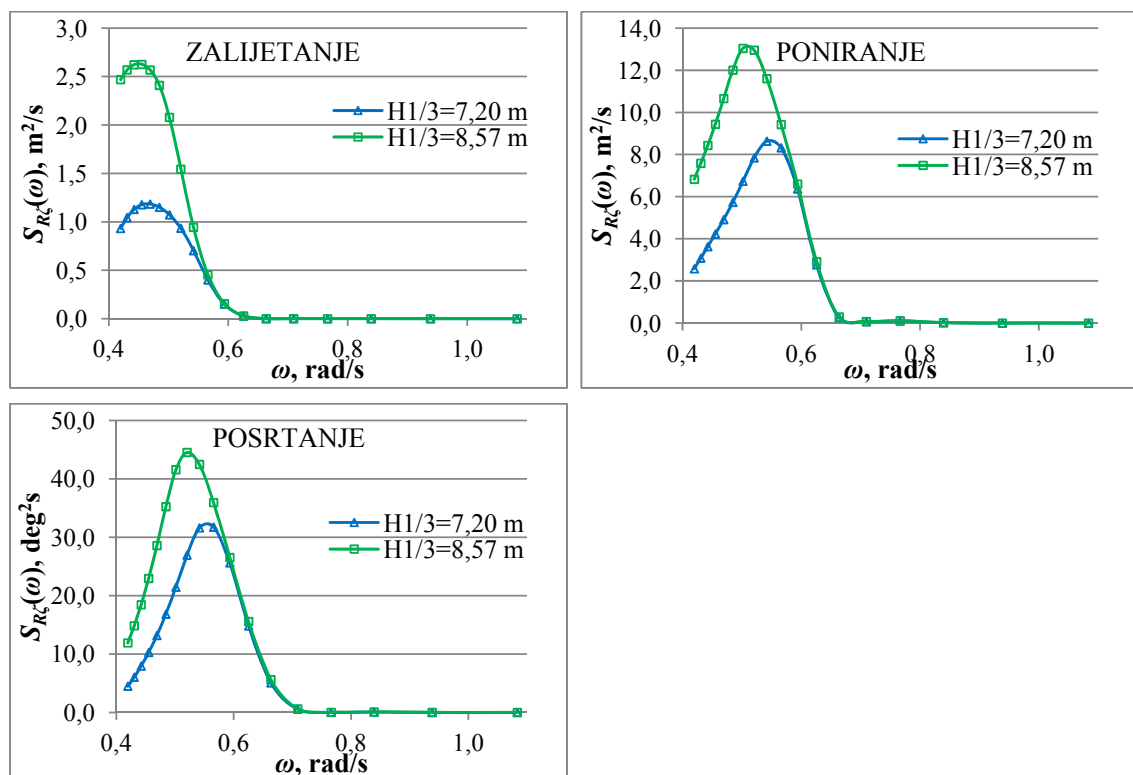 ZALIJETANJE
S_Rζ(ω), m²/s
3,0
2,5
2,0
1,5
1,0
0,5
0,0
H1/3=7,20 m
H1/3=8,57 m
0,4 0,6 0,8 1,0
ω, rad/s
PONIRANJE
S_Rζ(ω), m²/s
14,0
12,0
10,0
8,0
6,0
4,0
2,0
0,0
H1/3=7,20 m
H1/3=8,57 m
0,4 0,6 0,8 1,0
ω, rad/s
POSRTANJE
S_Rζ(ω), deg²s
50,0
40,0
30,0
20,0
10,0
0,0
H1/3=7,20 m
H1/3=8,57 m
0,4 0,6 0,8 1,0
ω, rad/s